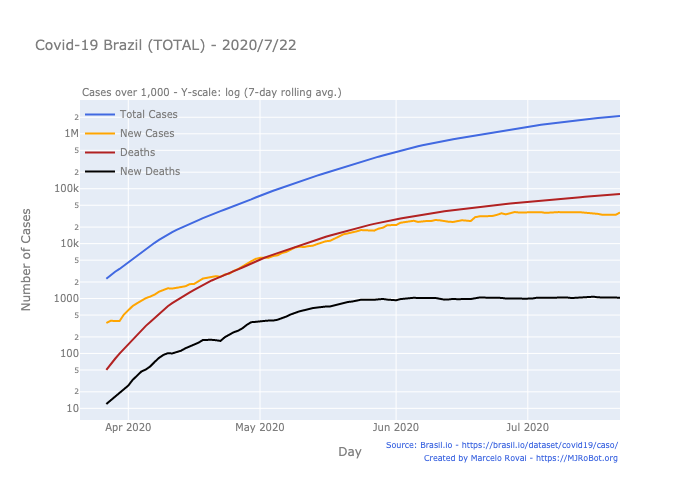 Covid-19 Brazil (TOTAL) - 2020/7/22
Cases over 1,000 - Y-scale: log (7-day rolling avg.)
Total Cases
New Cases
Deaths
New Deaths
Number of Cases
2
1M
5
2
100k
5
2
10k
5
2
1000
5
2
100
5
2
10
Apr 2020
May 2020
Jun 2020
Jul 2020
Day
Source: Brasil.io - https://brasil.io/dataset/covid19/caso/
Created by Marcelo Rovai - https://MJRoBot.org